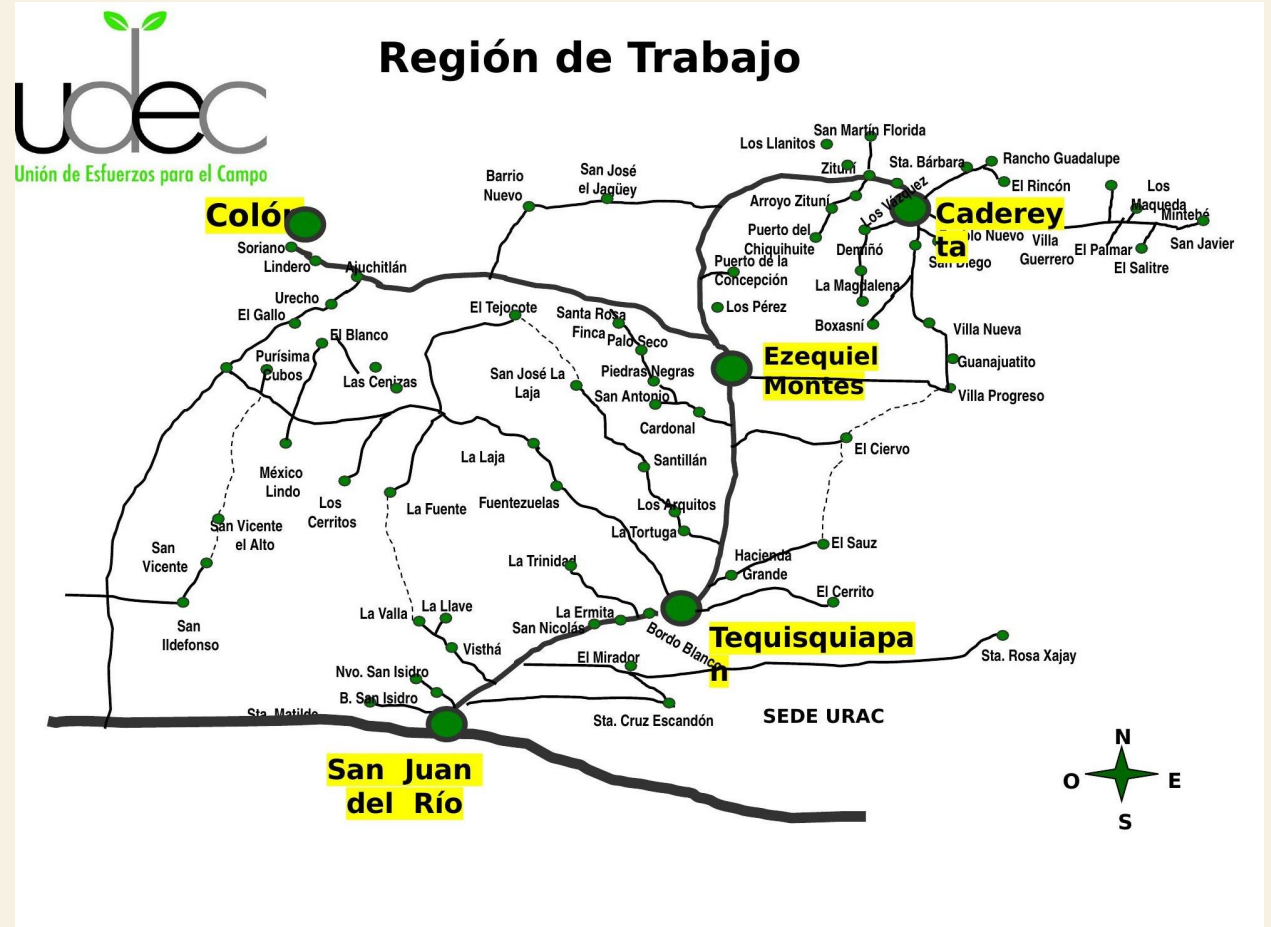 Región de Trabajo
udec
Unión de Esfuerzos para el Campo
San Martín Florida
Los Llanitos
Zituní
Sta. Bárbara
Rancho Guadalupe
El Rincón
Los
Maqueda
Mintehé
San Javier
El Palmar
El Salitre
Villa
Guerrero
Caderey
ta
San Diego
Los Vázquez
Arroyo Zituní
Puerto del
Chiquihuite
Demiñó
Puerto de la
Concepción
La Magdalena
Los Pérez
Boxasní
Villa Nueva
Guanajuatito
Villa Progreso
Barrio
Nuevo
San José
el Jagüey
Soriano
Lindero
Ajuchitlán
Urecho
El Gallo
El Blanco
Purísima
Cubos
Las Cenizas
El Tejocote
Santa Rosa
Finca
Palo Seco
Piedras Negras
San Antonio
Cardonal
San José La
Laja
Ezequiel
Montes
El Ciervo
La Laja
Santillán
México
Lindo
Los
Cerritos
La Fuente
Fuentezuelas
Los Arquitos
La Tortuga
San Vicente
el Alto
San
Vicente
San
Ildefonso
La Trinidad
Hacienda
Grande
El Sauz
El Cerrito
La Valla
La Llave
La Ermita
San Nicolás
Bordo Blanco
Visthá
Tequisquiapa
n
El Mirador
Sta. Rosa Xajay
Nvo. San Isidro
B. San Isidro
Sta. Matilde
Sta. Cruz Escandón
SEDE URAC
San Juan
del Río
N
O
E
S